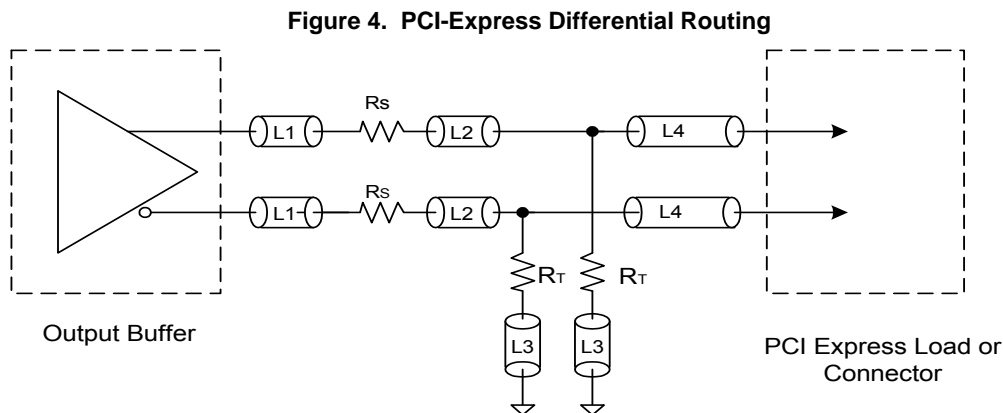 Figure 4. PCI-Express Differential Routing
L1
Rs
L2
L4
L1
Rs
L2
L4
RT
RT
L3
L3
Output Buffer
PCI Express Load or
Connector